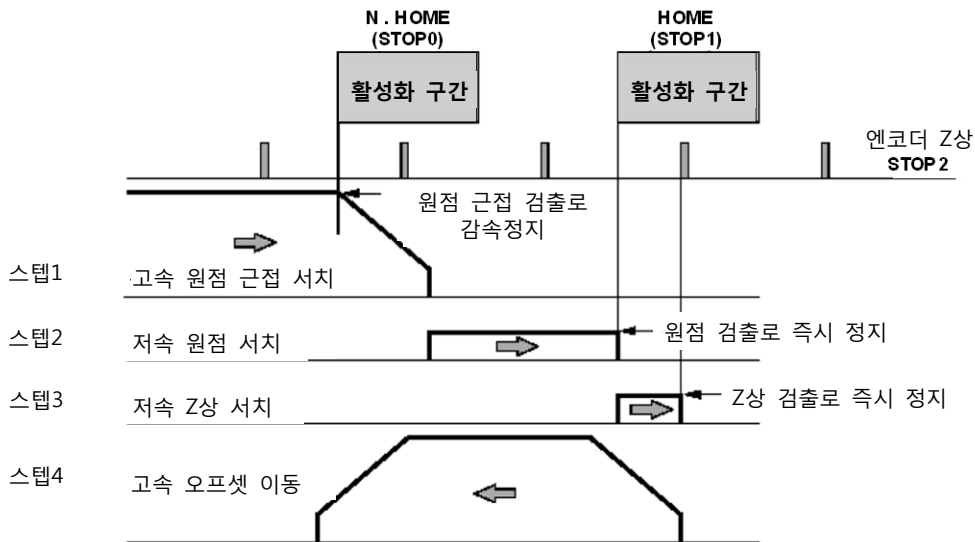 N . HOME
(STOP0)
HOME
(STOP1)
활성화 구간
활성화 구간
엔코더 Z상
STOP2
원점 근접 검출로
감속정지
스텝1
고속 원점 근접 서치
스텝2
저속 원점 서치
원점 검출로 즉시 정지
스텝3
저속 Z상 서치
Z상 검출로 즉시 정지
스텝4
고속 오프셋 이동